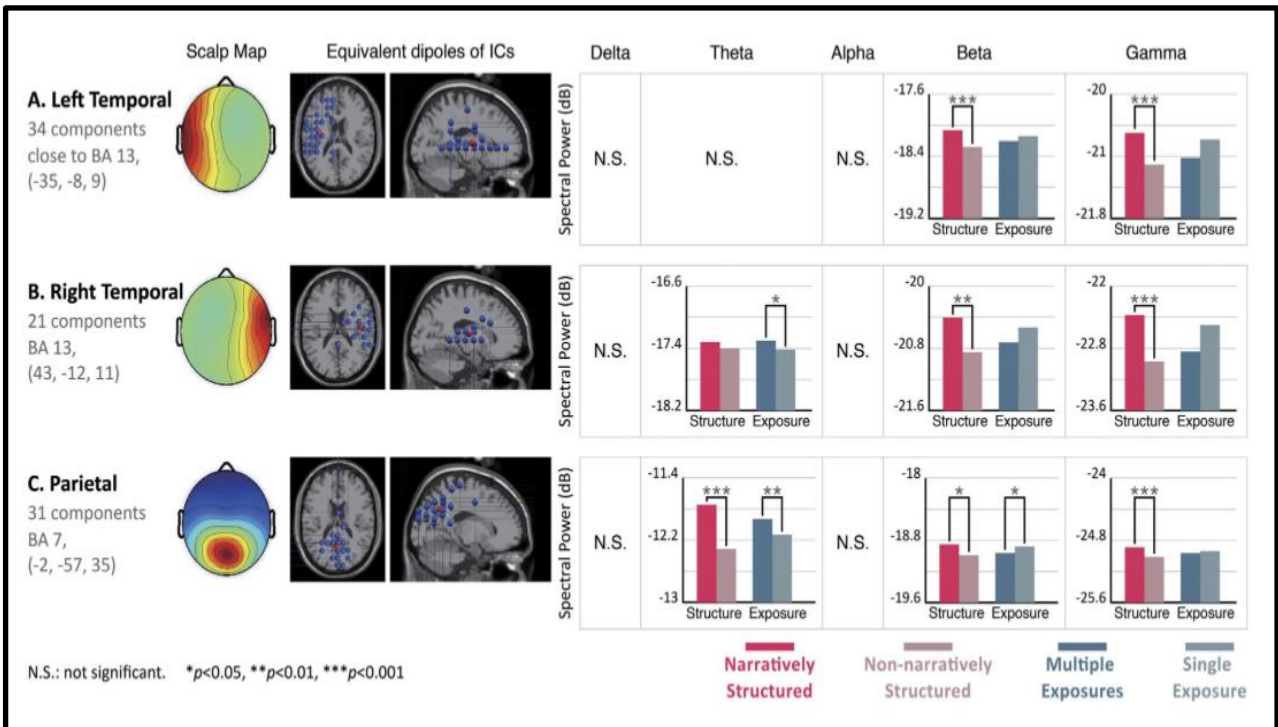 Scalp Map Equivalent dipoles of ICs Delta Theta Alpha Beta Gamma
A. Left Temporal
34 components
close to BA 13,
(-35, -8, 9)
Spectral Power (dB)
N.S. N.S. N.S.
-17.6
-18.4
-19.2
***
Structure Exposure
-20
-21
-21.8
***
Structure Exposure
B. Right Temporal
21 components
BA 13,
(43, -12, 11)
Spectral Power (dB)
N.S.
-16.6
-17.4
-18.2
*
Structure Exposure
N.S.
-20
-20.8
-21.6
**
Structure Exposure
-22
-22.8
-23.6
***
Structure Exposure
C. Parietal
31 components
BA 7,
(-2, -57, 35)
Spectral Power (dB)
N.S.
-11.4
-12.2
-13
*** **
Structure Exposure
N.S.
-18
-18.8
-19.6
* *
Structure Exposure
-24
-24.8
-25.6
***
Structure Exposure
N.S.: not significant. *p<0.05, **p<0.01, ***p<0.001
Narratively Structured
Non-narratively Structured
Multiple Exposures
Single Exposure